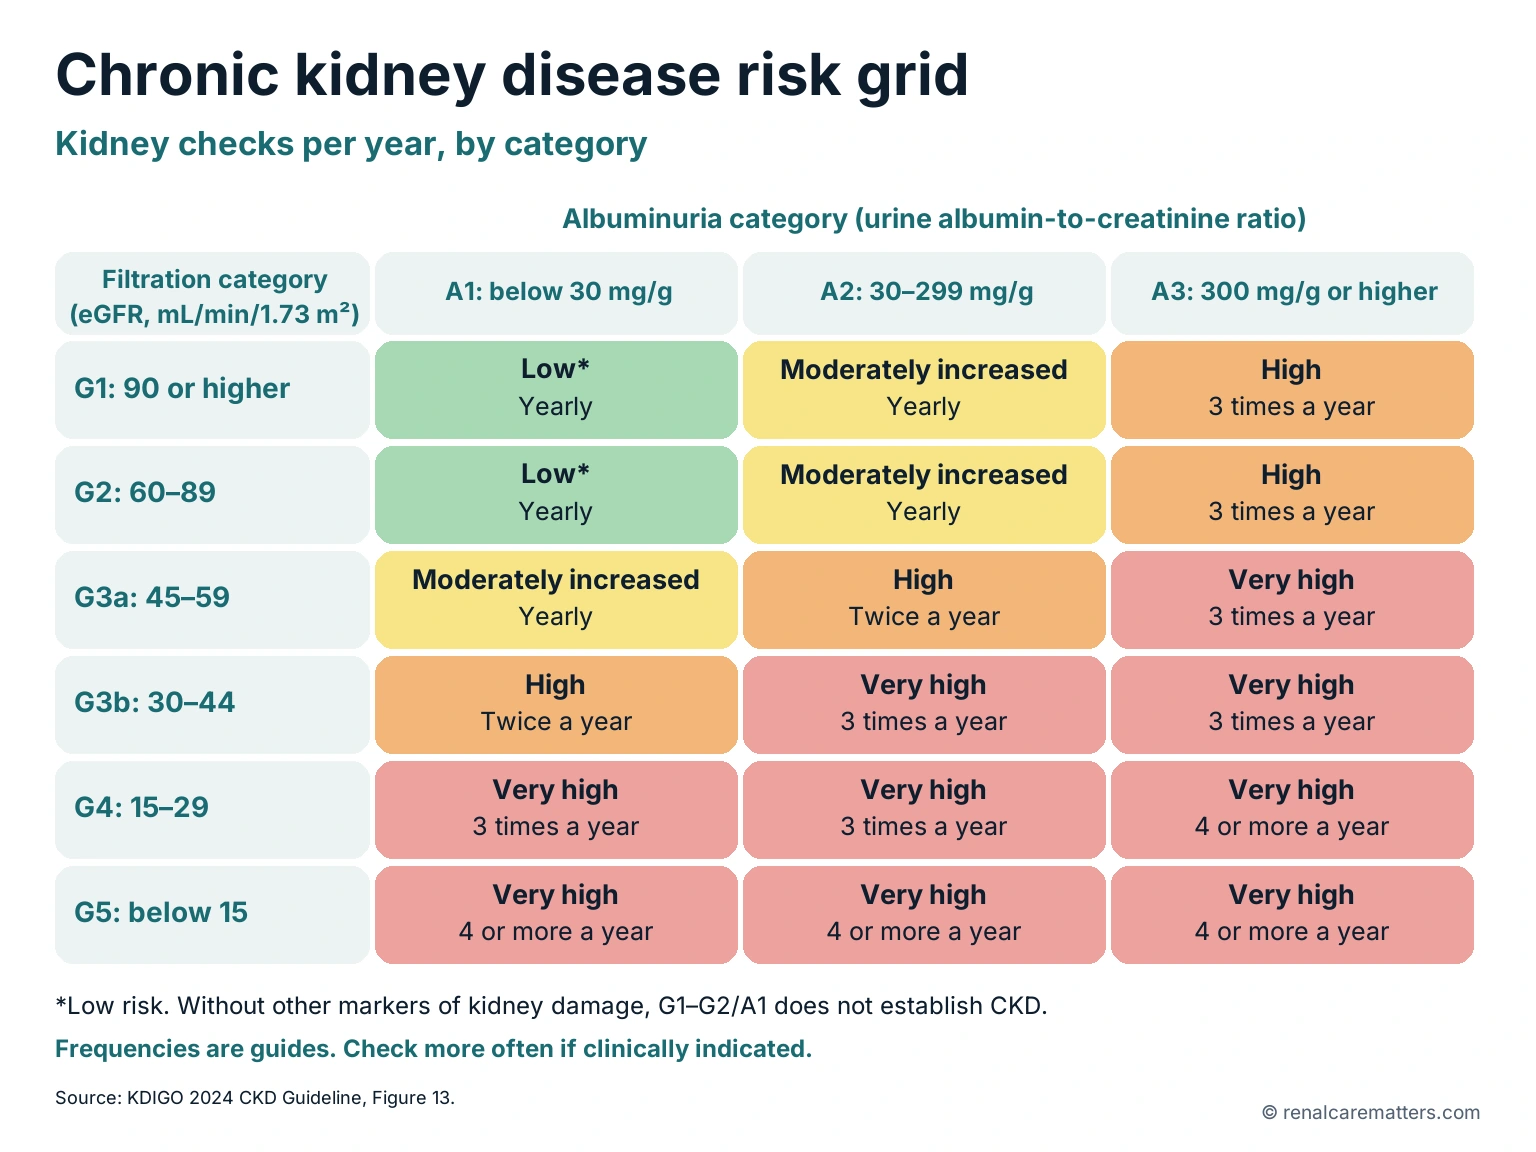 Chronic kidney disease risk grid
Kidney checks per year, by category
Albuminuria category (urine albumin-to-creatinine ratio)
Filtration category
(eGFR, mL/min/1.73 m²)
A1: below 30 mg/g
A2: 30–299 mg/g
A3: 300 mg/g or higher
G1: 90 or higher
Low*
Yearly
Moderately increased
Yearly
High
3 times a year
G2: 60–89
Low*
Yearly
Moderately increased
Yearly
High
3 times a year
G3a: 45–59
Moderately increased
Yearly
High
Twice a year
Very high
3 times a year
G3b: 30–44
High
Twice a year
Very high
3 times a year
Very high
3 times a year
G4: 15–29
Very high
3 times a year
Very high
3 times a year
Very high
4 or more a year
G5: below 15
Very high
4 or more a year
Very high
4 or more a year
Very high
4 or more a year
*Low risk. Without other markers of kidney damage, G1–G2/A1 does not establish CKD.
Frequencies are guides. Check more often if clinically indicated.
Source: KDIGO 2024 CKD Guideline, Figure 13.
© renalcarematters.com